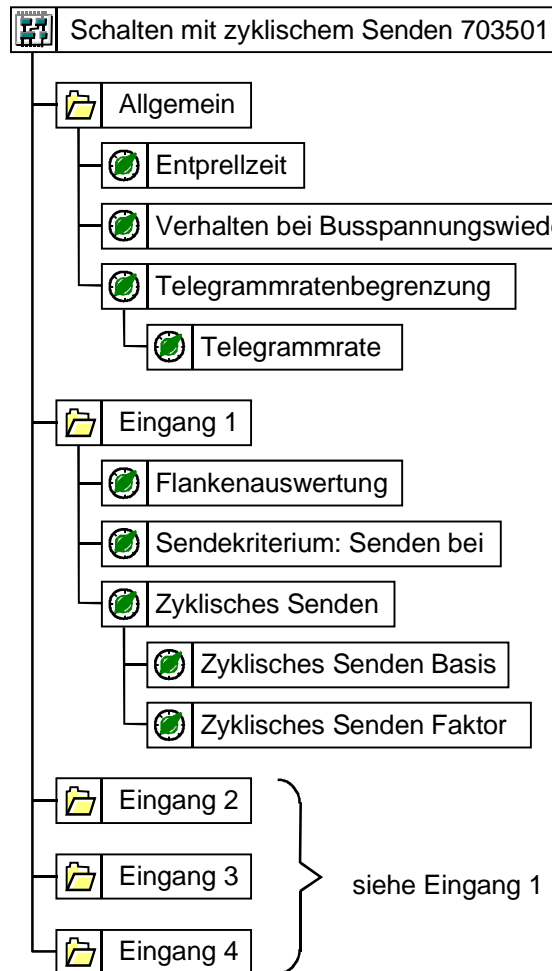 Schalten mit zyklischem Senden 703501
Allgemein
Entprellzeit
Verhalten bei
Telegrammratenbegrenzung
Telegrammrate
Eingang 1
Flankenauswertung
Sendekriterium: Senden bei
Zyklisches Senden
Zyklisches Senden Basis
Zyklisches Senden Faktor
Eingang 2
Eingang 3
siehe Eingang 1
Eingang 4